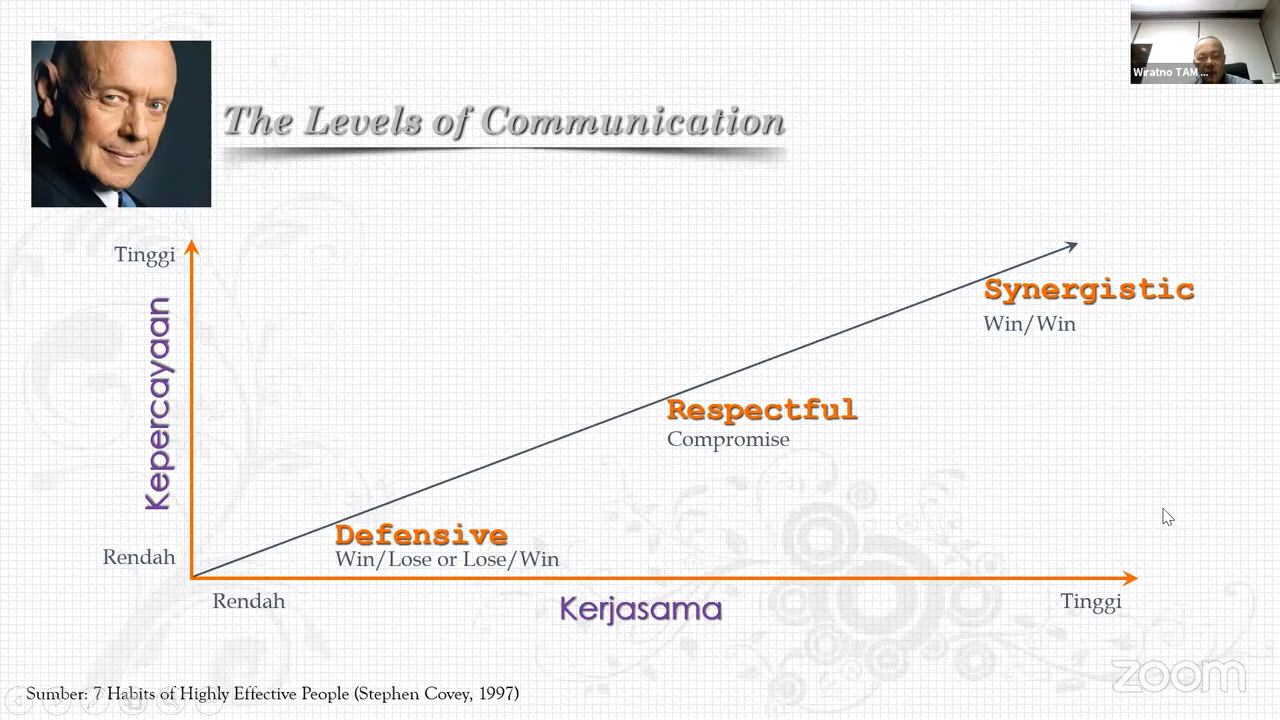 Wiratno TAM ...
The Levels of Communication
Tinggi
Kepercayaan
Rendah
Synergistic
Win/Win
Respectful
Compromise
Defensive
Win/Lose or Lose/Win
Rendah
Kerjasama
Tinggi
zoom
Sumber: 7 Habits of Highly Effective People (Stephen Covey, 1997)